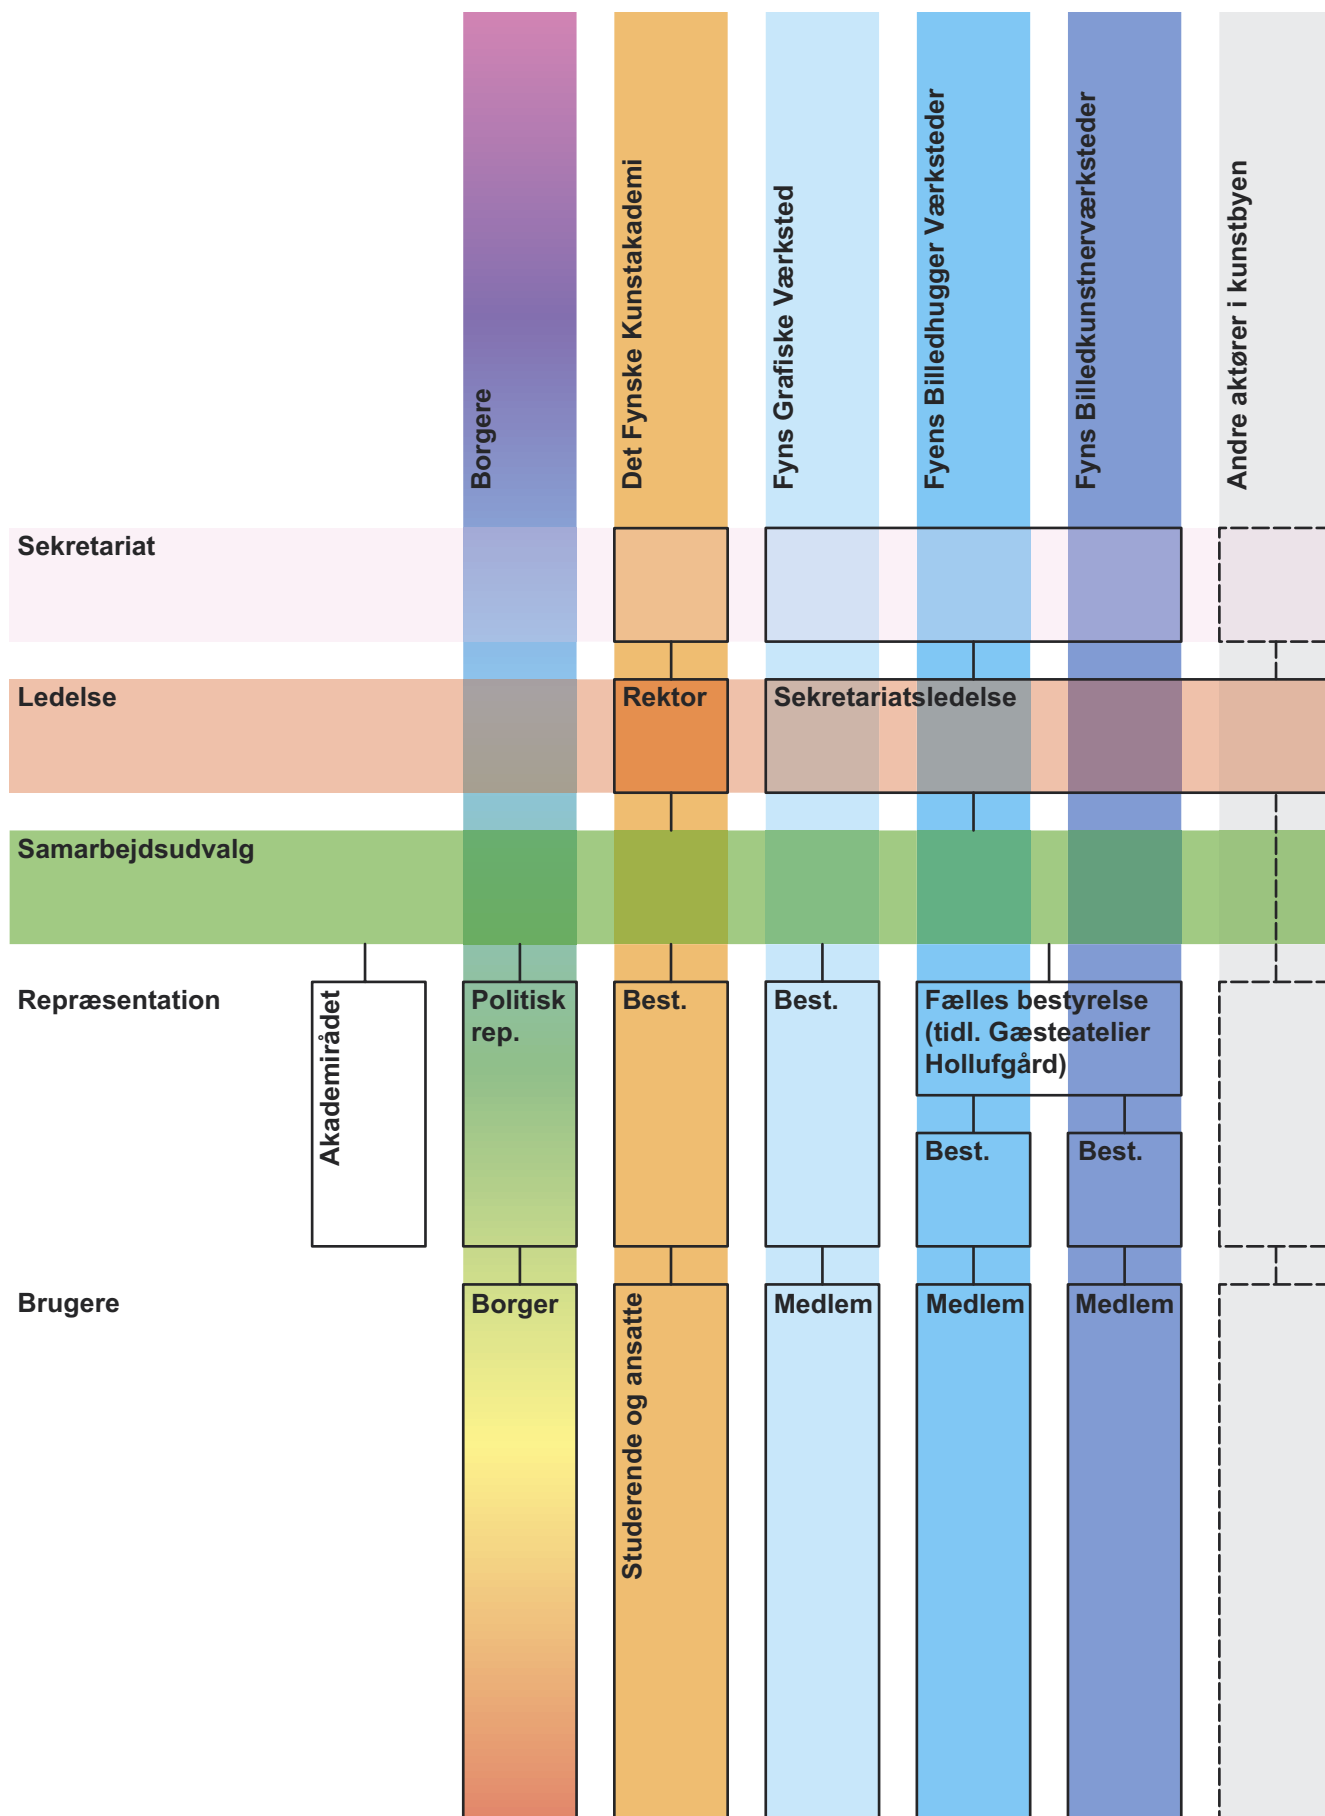 Borgere
Det Fynske Kunstakademi
Fyns Grafiske Værksted
Fyens Billedhugger Værksteder
Fyns Billedkunstnerværksteder
Andre aktører i kunstbyen
Sekretariat
Ledelse
Rektor
Sekretariatsledelse
Samarbejdsudvalg
Repræsentation
Akademirådet
Politisk
rep.
Best.
Best.
Fælles bestyrelse
(tidl. Gæsteatelier
Hollufgård)
Best.
Best.
Brugere
Borger
Studerende og ansatte
Medlem
Medlem
Medlem